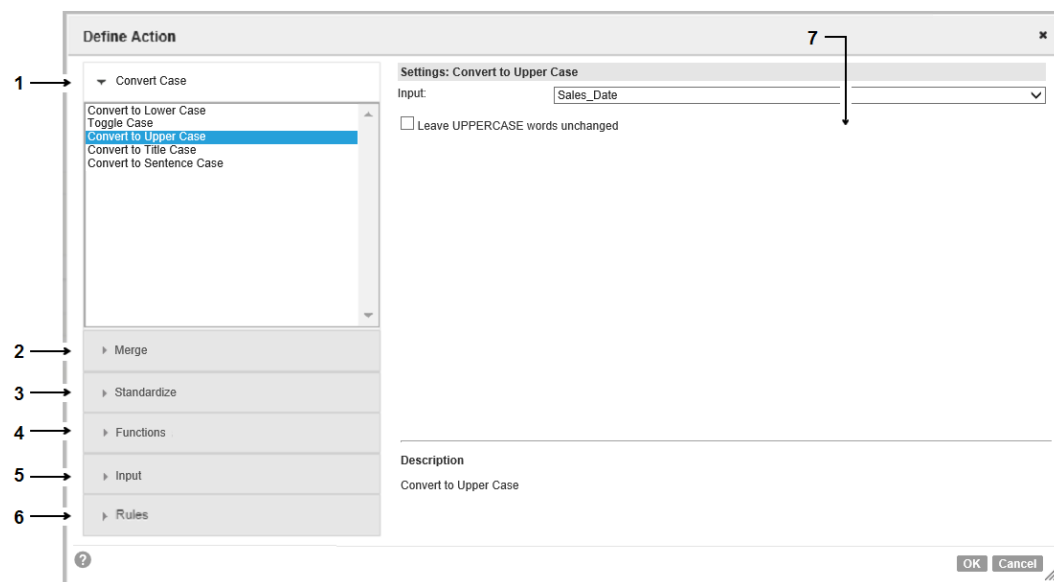 Define Action
7
1
Convert Case
Convert to Lower Case
Toggle Case
Convert to Upper Case
Convert to Title Case
Convert to Sentence Case
2
Merge
3
Standardize
4
Functions
5
Input
6
Rules
Settings: Convert to Upper Case
Input: Sales_Date
Leave UPPERCASE words unchanged
Description
Convert to Upper Case
?
OK Cancel